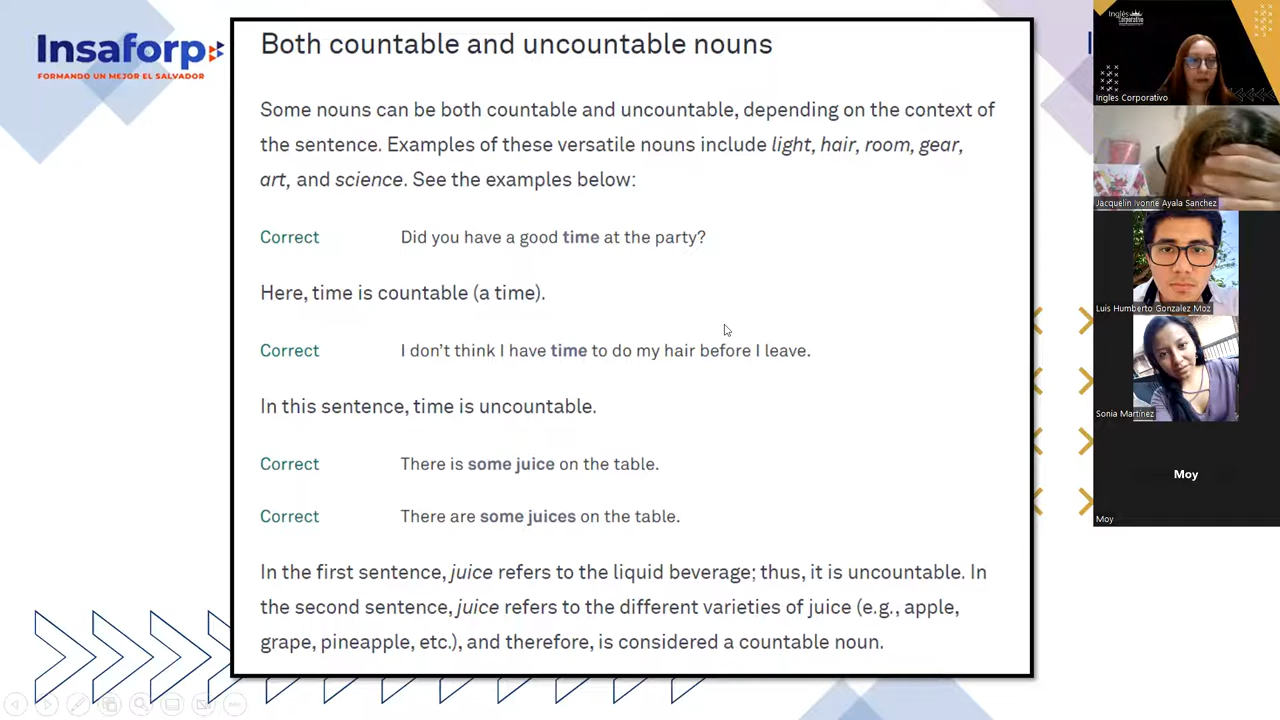 Insaforp
FORMANDO UN MEJOR EL SALVADOR
Both countable and uncountable nouns
Some nouns can be both countable and uncountable, depending on the context of
the sentence. Examples of these versatile nouns include light, hair, room, gear,
art, and science. See the examples below:
Correct Did you have a good time at the party?
Here, time is countable (a time).
Correct I don’t think I have time to do my hair before I leave.
In this sentence, time is uncountable.
Correct There is some juice on the table.
Correct There are some juices on the table.
In the first sentence, juice refers to the liquid beverage; thus, it is uncountable. In
the second sentence, juice refers to the different varieties of juice (e.g., apple,
grape, pineapple, etc.), and therefore, is considered a countable noun.
Inglés
Corporativo
Ingles Corporativo
Jacquelin Ivonne Ayala Sanchez
Luis Humberto Gonzalez Moz
Sonia Martinez
Moy
Moy